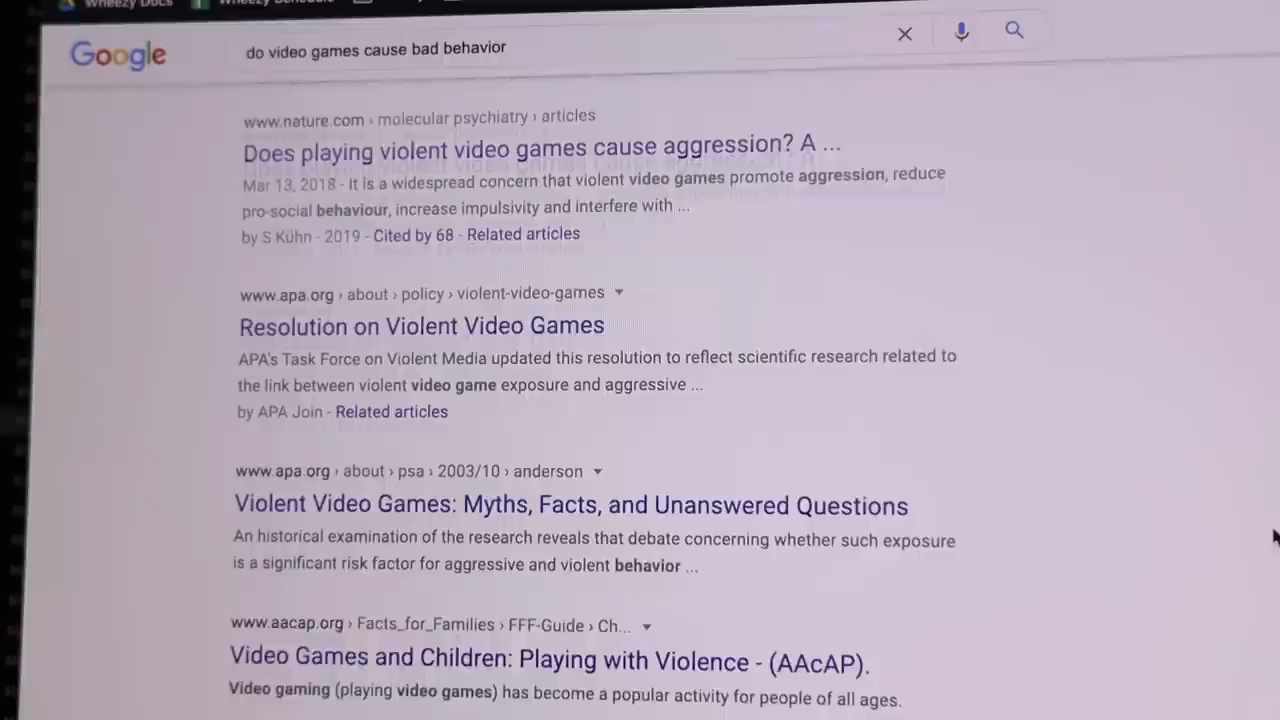 Wheezy Docs
Google
do video games cause bad behavior
www.nature.com › molecular psychiatry › articles
Does playing violent video games cause aggression? A ...
Mar 13, 2018 - It is a widespread concern that violent video games promote aggression, reduce
pro-social behaviour, increase impulsivity and interfere with ...
by S Kühn - 2019 - Cited by 68 - Related articles
www.apa.org › about › policy › violent-video-games
Resolution on Violent Video Games
APA's Task Force on Violent Media updated this resolution to reflect scientific research related to
the link between violent video game exposure and aggressive ...
by APA Join - Related articles
www.apa.org › about › psa › 2003/10 › anderson
Violent Video Games: Myths, Facts, and Unanswered Questions
An historical examination of the research reveals that debate concerning whether such exposure
is a significant risk factor for aggressive and violent behavior ...
www.aacap.org › Facts_for_Families › FFF-Guide › Ch...
Video Games and Children: Playing with Violence - (AAcAP).
Video gaming (playing video games) has become a popular activity for people of all ages.